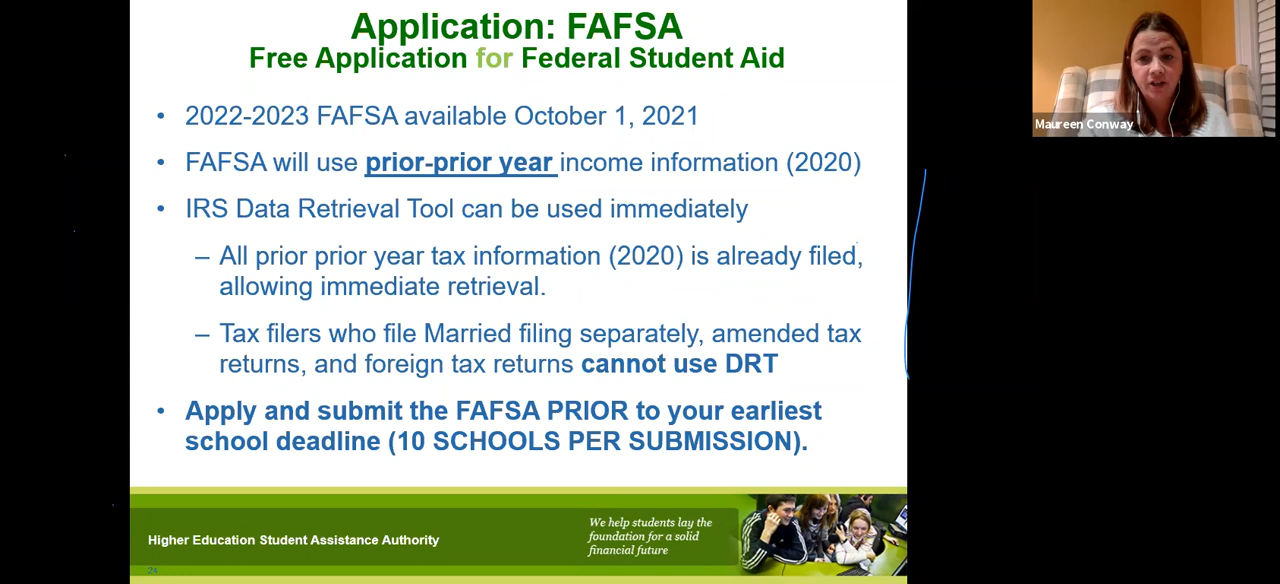 Application: FAFSA
Free Application for Federal Student Aid
• 2022-2023 FAFSA available October 1, 2021
• FAFSA will use prior-prior year income information (2020)
• IRS Data Retrieval Tool can be used immediately
– All prior prior year tax information (2020) is already filed,
allowing immediate retrieval.
– Tax filers who file Married filing separately, amended tax
returns, and foreign tax returns cannot use DRT
• Apply and submit the FAFSA PRIOR to your earliest
school deadline (10 SCHOOLS PER SUBMISSION).
Higher Education Student Assistance Authority
We help students lay the
foundation for a solid
financial future
24
Maureen Conway